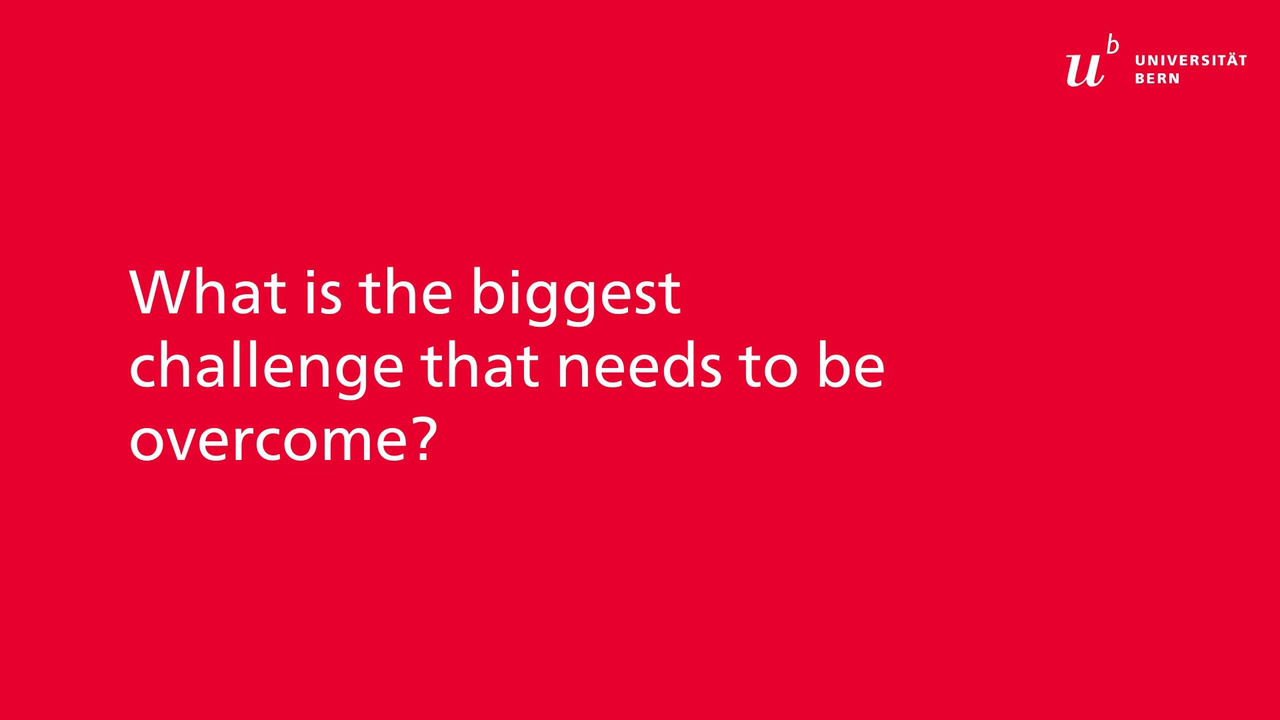 u b UNIVERSITÄT
BERN
What is the biggest
challenge that needs to be
overcome?